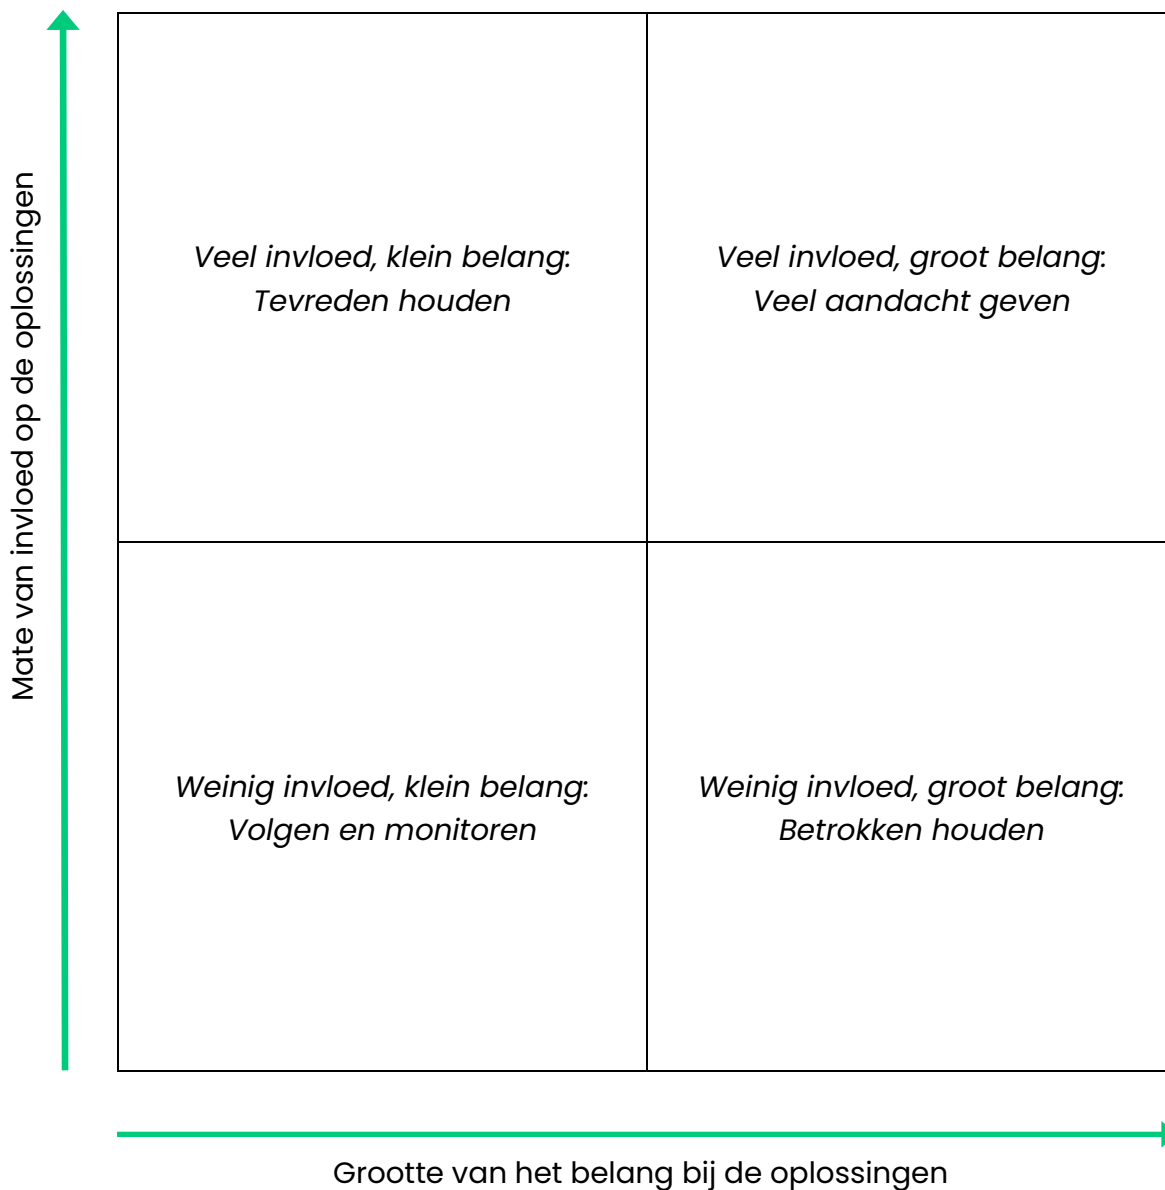 Mate van invloed op de oplossingen
Veel invloed, klein belang:
Tevreden houden
Veel invloed, groot belang:
Veel aandacht geven
Weinig invloed, klein belang:
Volgen en monitoren
Weinig invloed, groot belang:
Betrokken houden
Grootte van het belang bij de oplossingen